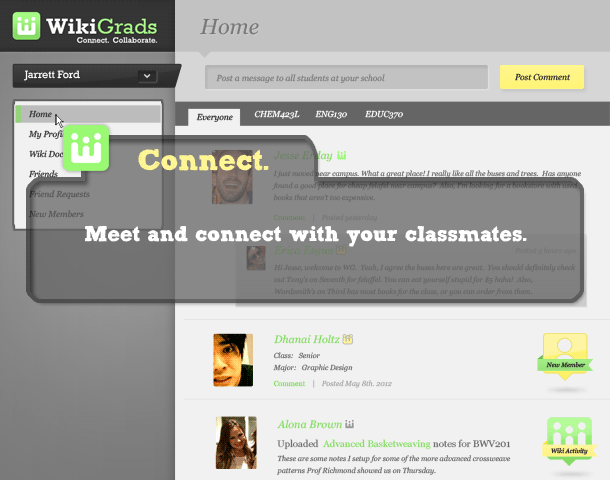 WikiGrads
Connect. Collaborate.
Home
Jarrett Ford
Post a message to all students at your school
Post Comment
Home
My Profi
Wiki Doc
Friends
Friend Requests
New Members
Everyone
CHEM423L
ENG130
EDUC370
Connect.
Meet and connect with your classmates.
Jesse Erday
I just moved near campus. What a great place! I really like all the buses and trees. Has anyone
found a good place for cheap falafel near campus? Also, I'm looking for a bookstore with used
books that aren't too expensive.
Comment | Posted yesterday
Posted 2 hours ago
Hi Jesse, welcome to WG. Yeah, I agree the buses here are great. You should definitely check
out Tony's on Seventh for falaffel. You can eat yourself stupid for $5 haha! Also,
Wordsmith's on Third has most books for the class, or you can order from them.
Dhanai Holtz
Class: Senior
Major: Graphic Design
Comment | Posted May 8th. 2012
New Member
Alona Brown
Uploaded Advanced Basketweaving notes for BWV201
These are some notes I setup for some of the more advanced crossweave
patterns Prof Richmond showed us on Thursday.
Wiki Activity